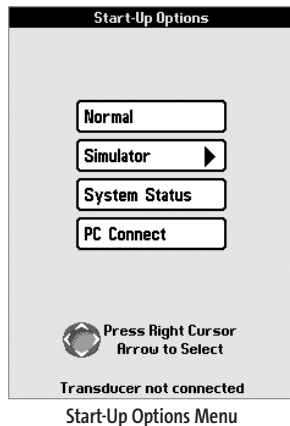 Start-Up Options
Normal
Simulator
System Status
PC Connect
Press Right Cursor
Arrow to Select
Transducer not connected
Start-Up Options Menu